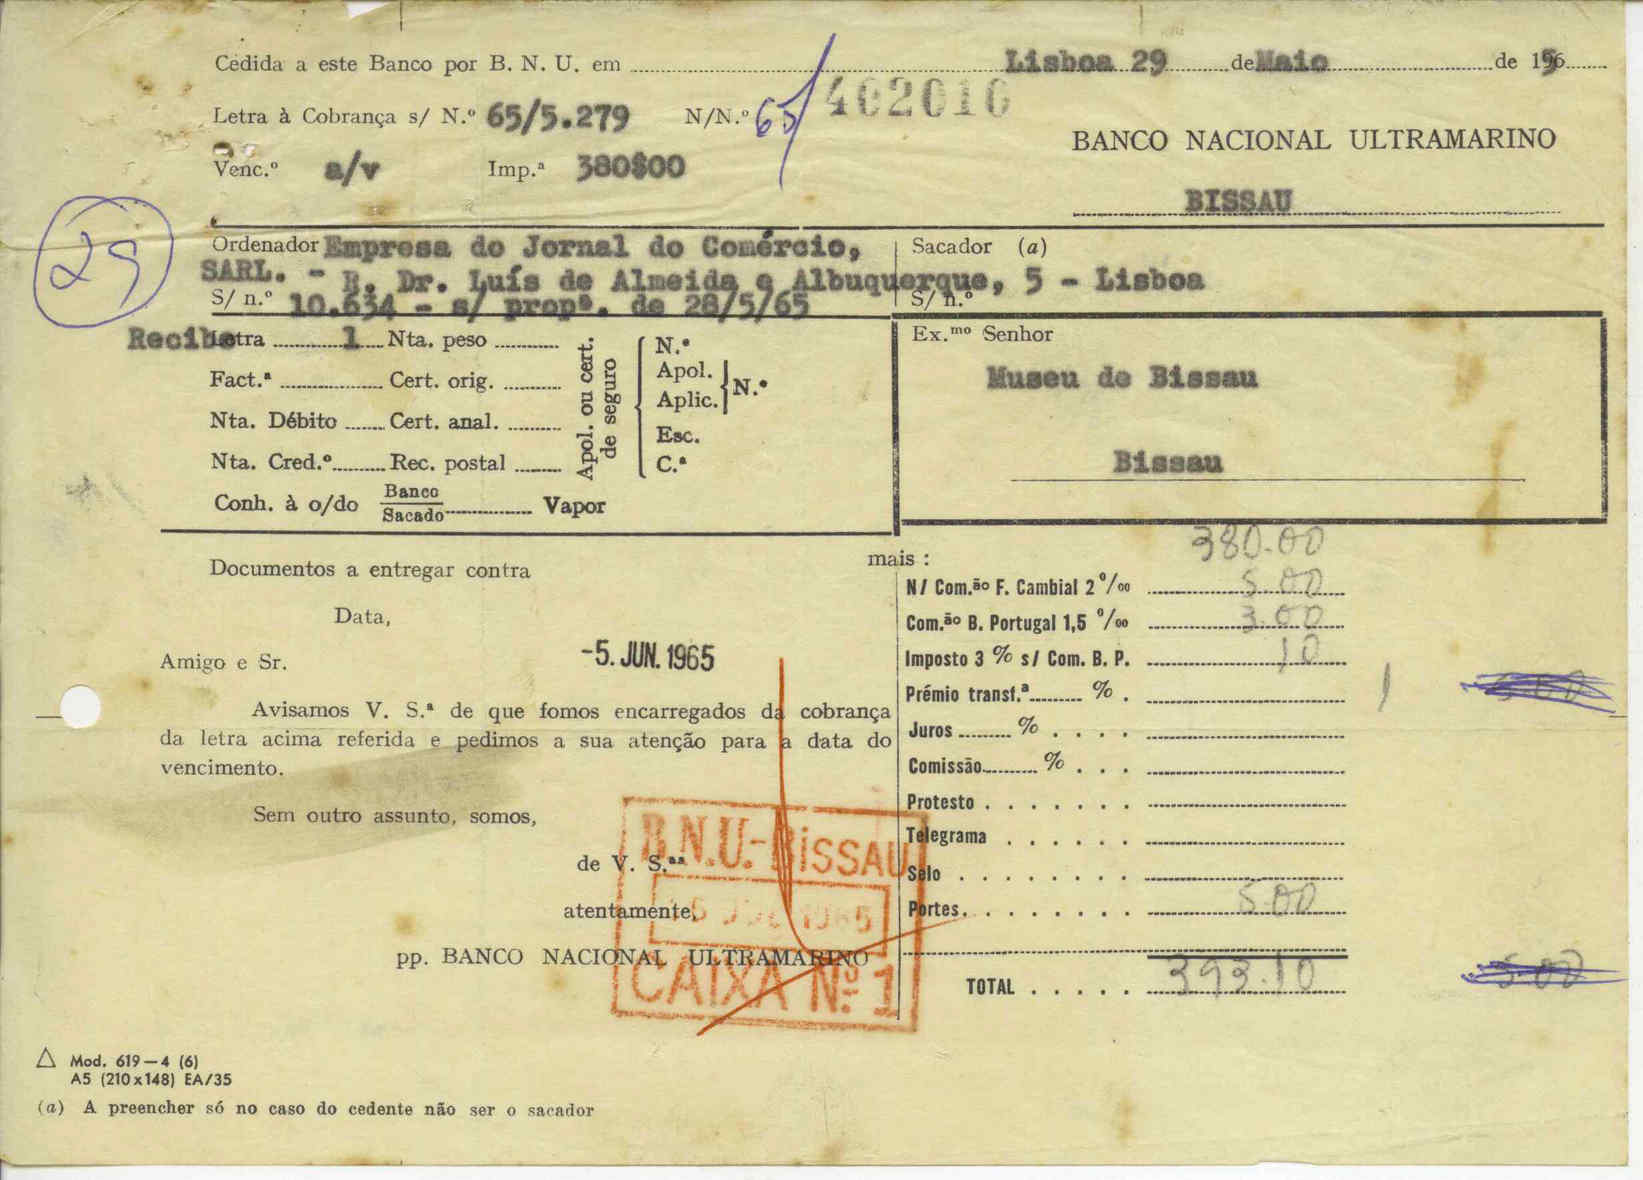 Cedida a este Banco por B. N. U. em
Lisboa 29 de Maio de 196
Letra à Cobrança s/ N.º 65/5.279 N/N.º 65/ 402010
BANCO NACIONAL ULTRAMARINO
Venc.º a/v Imp.ª 380$00
BISSAU
29
Ordenador Empresa do Jornal do Comércio,
Sacador (a)
SARL. - R. Dr. Luís de Almeida e Albuquerque, 5 - Lisboa
S/ n.º 10.634 - s/ propª. de 28/5/65
S/ n.º
Recibo Letra 1 Nta. peso
Fact.ª Cert. orig.
Nta. Débito Cert. anal.
Nta. Cred.º Rec. postal
Conh. à o/do Banco
Sacado Vapor
Apol. ou cert.
de seguro
N.º
Apol.
Aplic.
N.º
Esc.
C.ª
Ex.mo Senhor
Museu de Bissau
Bissau
Documentos a entregar contra
Data,
-5. JUN. 1965
Amigo e Sr.
Avisamos V. S.ª de que fomos encarregados da cobrança
da letra acima referida e pedimos a sua atenção para a data do
vencimento.
Sem outro assunto, somos,
de V. S.as
atentamente,
pp. BANCO NACIONAL ULTRAMARINO
B.N.U.-BISSAU
1965
CAIXA Nº 1
mais :
380.00
N/ Com.ão F. Cambial 2 º/oo 5.00
Com.ão B. Portugal 1,5 º/oo 3.00
Imposto 3 % s/ Com. B. P. 10
Prémio transf.ª % .
Juros % . . . .
Comissão % . . .
Protesto . . . . . . .
Telegrama . . . . . .
Selo . . . . . . . .
Portes. . . . . . . . 5.00
TOTAL . . . . . 393.10
Mod. 619—4 (6)
A5 (210x148) EA/35
(a) A preencher só no caso do cedente não ser o sacador